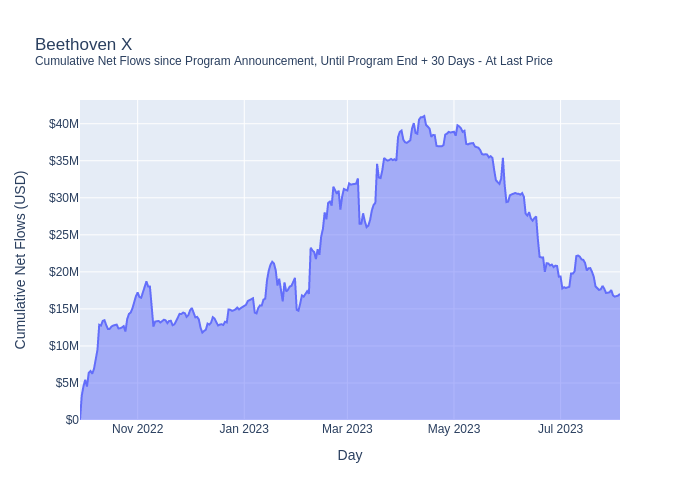 Beethoven X
Cumulative Net Flows since Program Announcement, Until Program End + 30 Days - At Last Price
Cumulative Net Flows (USD)
$40M
$35M
$30M
$25M
$20M
$15M
$10M
$5M
$0
Nov 2022
Jan 2023
Mar 2023
May 2023
Jul 2023
Day